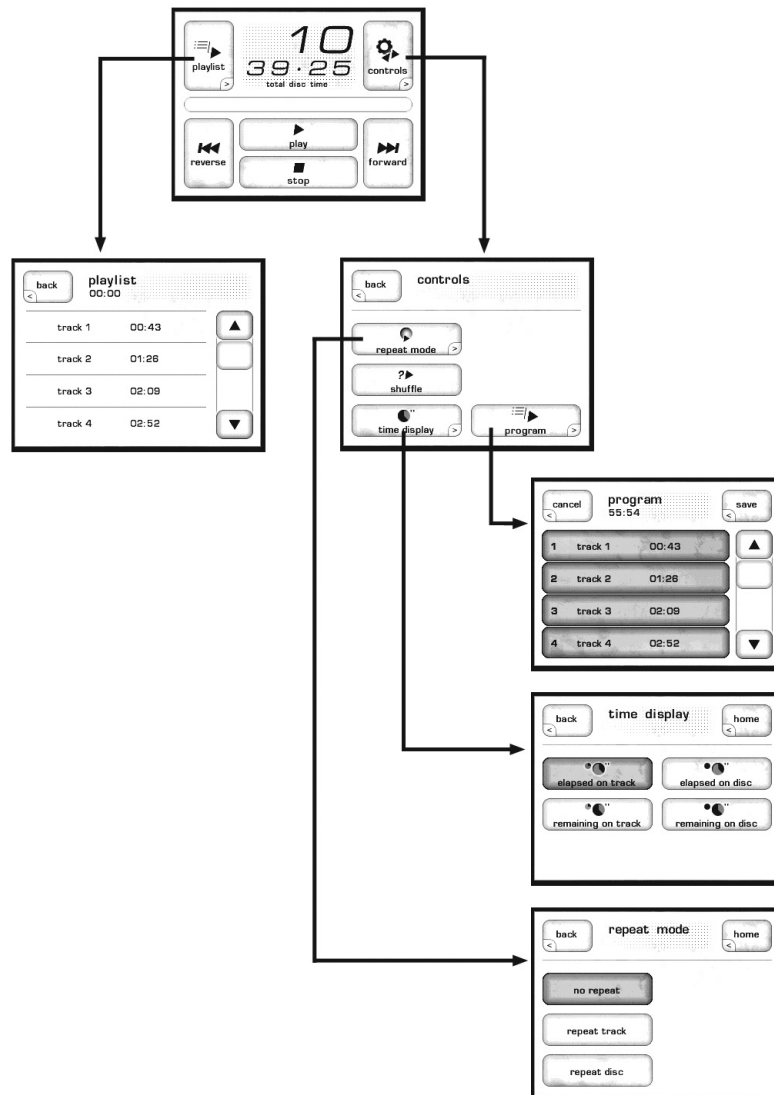 10
playlist
39·25
controls
>
total disc time
>
play
reverse
forward
stop
back
<
playlist
00:00
track 1 00:43
track 2 01:26
track 3 02:09
track 4 02:52
back
<
controls
repeat mode >
?
shuffle
time display >
program >
cancel
<
program
55:54
save
<
1 track 1 00:43
2 track 2 01:26
3 track 3 02:09
4 track 4 02:52
back
<
time display
home
<
elapsed on track
elapsed on disc
remaining on track
remaining on disc
back
<
repeat mode
home
<
no repeat
repeat track
repeat disc